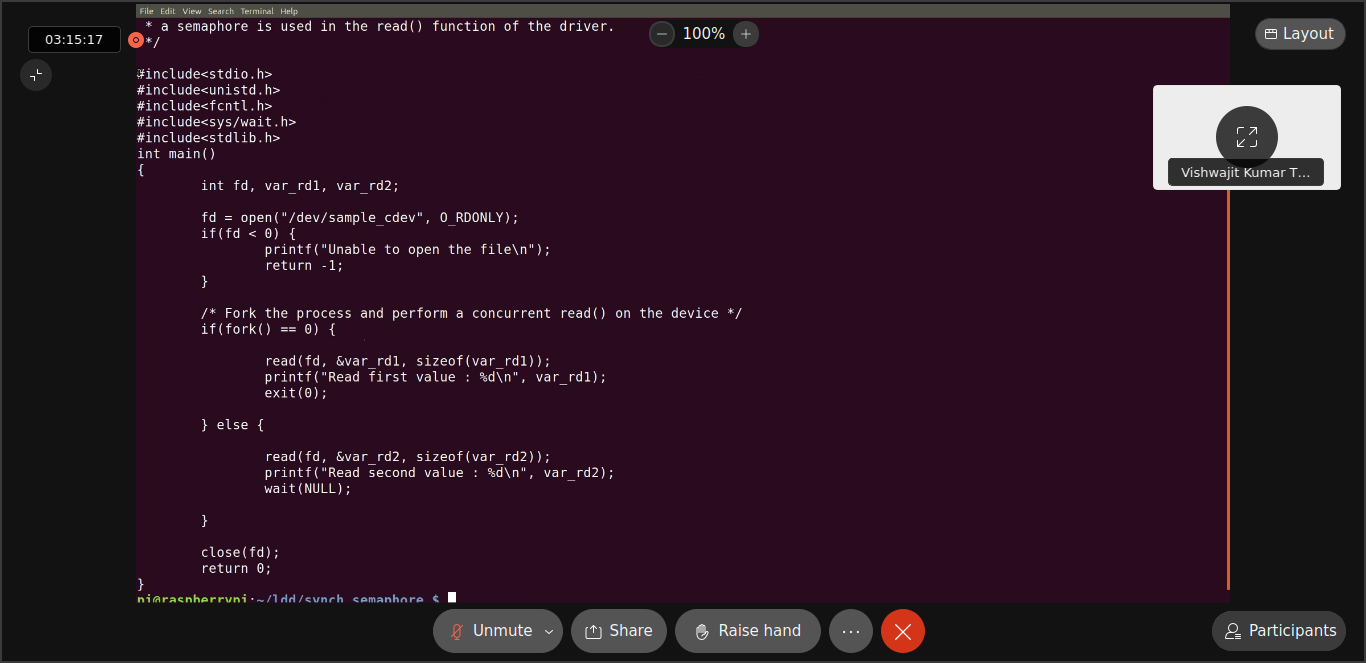 File Edit View Search Terminal Help
* a semaphore is used in the read() function of the driver.
*/
03:15:17
100%
Layout
#include<stdio.h>
#include<unistd.h>
#include<fcntl.h>
#include<sys/wait.h>
#include<stdlib.h>
int main()
{
int fd, var_rd1, var_rd2;
Vishwajit Kumar T...
fd = open("/dev/sample_cdev", O_RDONLY);
if(fd < 0) {
printf("Unable to open the file\n");
return -1;
}
/* Fork the process and perform a concurrent read() on the device */
if(fork() == 0) {
read(fd, &var_rd1, sizeof(var_rd1));
printf("Read first value : %d\n", var_rd1);
exit(0);
} else {
read(fd, &var_rd2, sizeof(var_rd2));
printf("Read second value : %d\n", var_rd2);
wait(NULL);
}
close(fd);
return 0;
}
pi@raspberrypi:~/ldd/synch_semaphore $
Unmute
Share
Raise hand
Participants